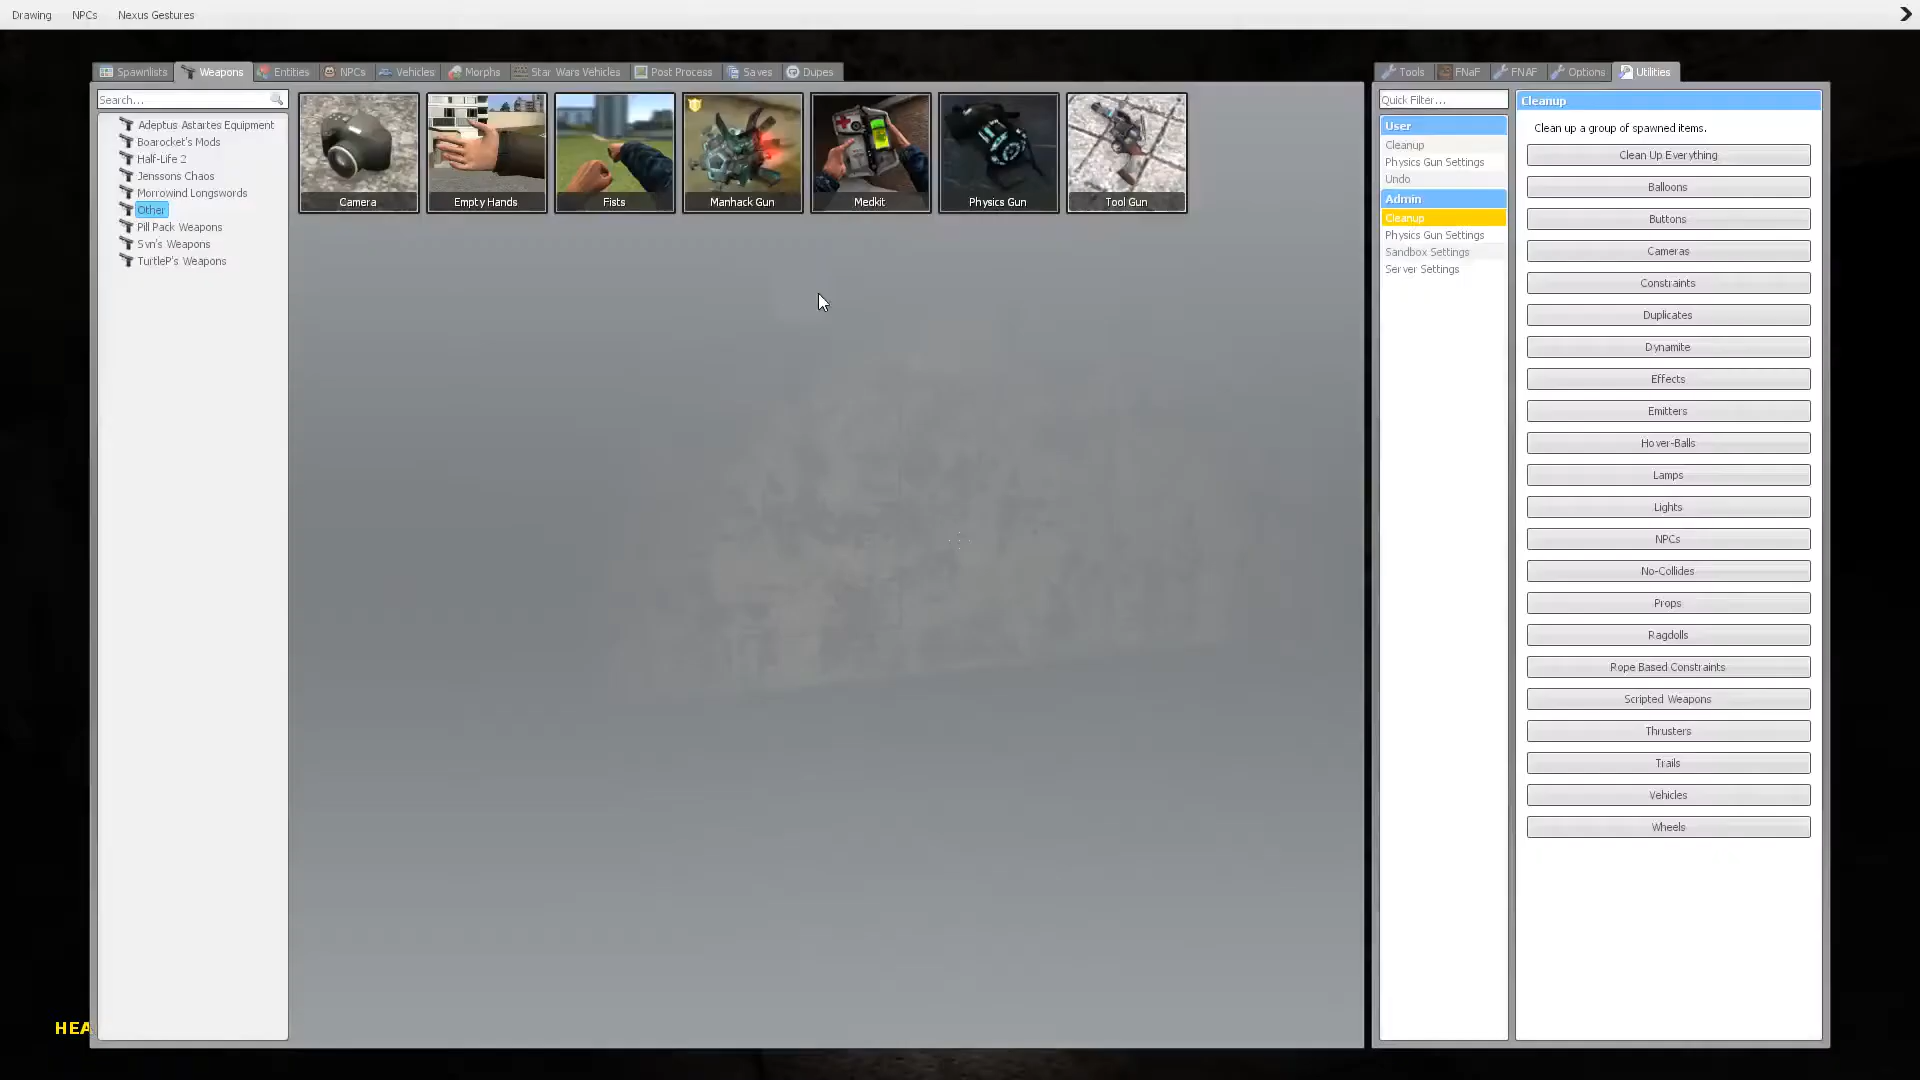 Drawing NPCs Nexus Gestures
Spawnlists Weapons Entities NPCs Vehicles Morphs Star Wars Vehicles Post Process Saves Dupes
Search...
Adeptus Astartes Equipment
Boarocket's Mods
Half-Life 2
Jenssons Chaos
Morrowind Longswords
Other
Pill Pack Weapons
Svn's Weapons
TurtleP's Weapons
Camera Empty Hands Fists Manhack Gun Medkit Physics Gun Tool Gun
Tools FNaF FNAF Options Utilities
Quick Filter...
User
Cleanup
Physics Gun Settings
Undo
Admin
Cleanup
Physics Gun Settings
Sandbox Settings
Server Settings
Cleanup
Clean up a group of spawned items.
Clean Up Everything
Balloons
Buttons
Cameras
Constraints
Duplicates
Dynamite
Effects
Emitters
Hover-Balls
Lamps
Lights
NPCs
No-Collides
Props
Ragdolls
Rope Based Constraints
Scripted Weapons
Thrusters
Trails
Vehicles
Wheels
HEA